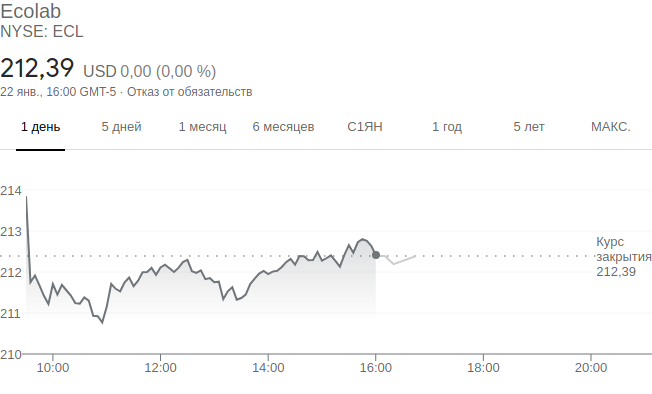 Ecolab
NYSE: ECL
212,39 USD 0,00 (0,00 %)
22 янв., 16:00 GMT-5 · Отказ от обязательств
1 день 5 дней 1 месяц 6 месяцев С1ЯН 1 год 5 лет МАКС.
214
213
Курс
закрытия
212,39
212
211
210
10:00 12:00 14:00 16:00 18:00 20:00